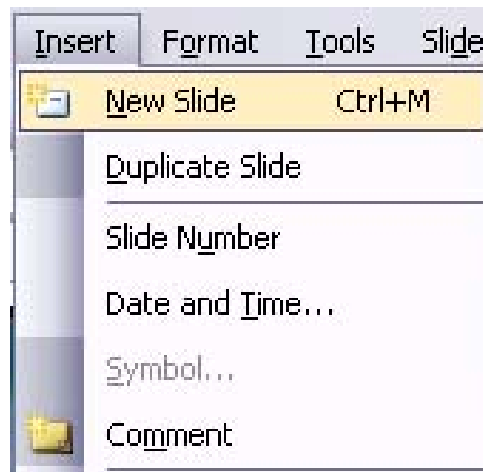 Insert Format Tools Slide
New Slide Ctrl+M
Duplicate Slide
Slide Number
Date and Time...
Symbol...
Comment